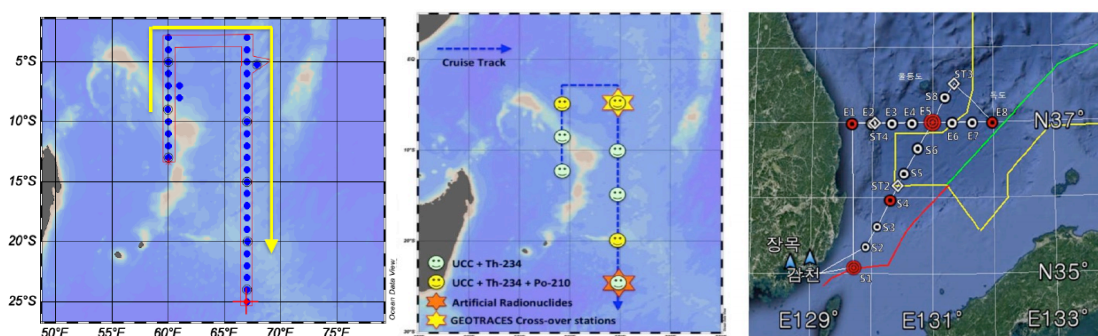 5°S
10°S
15°S
20°S
25°S
50°E
55°E
60°E
65°E
70°E
75°E
Ocean Data View
Cruise Track
UCC + Th-234
UCC + Th-234 + Po-210
Artificial Radionuclides
GEOTRACES Cross-over stations
울릉도
ST3
독도
S8
E1
E2
E3
E4
E5
E6
E7
E8
ST4
N37°
S6
S5
ST2
S4
S3
S2
장목
감천
S1
N35°
E129°
E131°
E133°